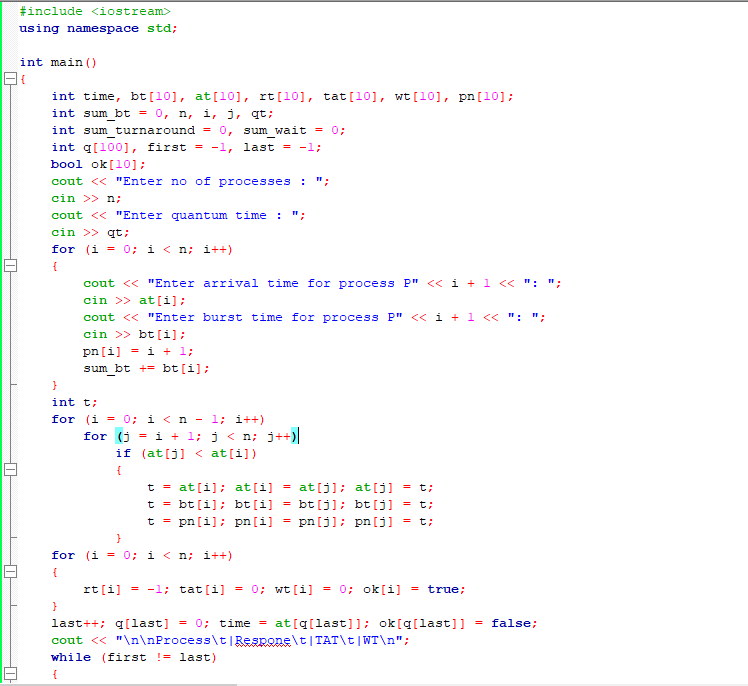 #include <iostream>
using namespace std;
int main()
{
int time, bt[10], at[10], rt[10], tat[10], wt[10], pn[10];
int sum_bt = 0, n, i, j, qt;
int sum_turnaround = 0, sum_wait = 0;
int q[100], first = -1, last = -1;
bool ok[10];
cout << "Enter no of processes : ";
cin >> n;
cout << "Enter quantum time : ";
cin >> qt;
for (i = 0; i < n; i++)
{
cout << "Enter arrival time for process P" << i + 1 << ": ";
cin >> at[i];
cout << "Enter burst time for process P" << i + 1 << ": ";
cin >> bt[i];
pn[i] = i + 1;
sum_bt += bt[i];
}
int t;
for (i = 0; i < n - 1; i++)
for (j = i + 1; j < n; j++)
if (at[j] < at[i])
{
t = at[i]; at[i] = at[j]; at[j] = t;
t = bt[i]; bt[i] = bt[j]; bt[j] = t;
t = pn[i]; pn[i] = pn[j]; pn[j] = t;
}
for (i = 0; i < n; i++)
{
rt[i] = -1; tat[i] = 0; wt[i] = 0; ok[i] = true;
}
last++; q[last] = 0; time = at[q[last]]; ok[q[last]] = false;
cout << "\n\nProcess\t|Respone\t|TAT\t|WT\n";
while (first != last)
{